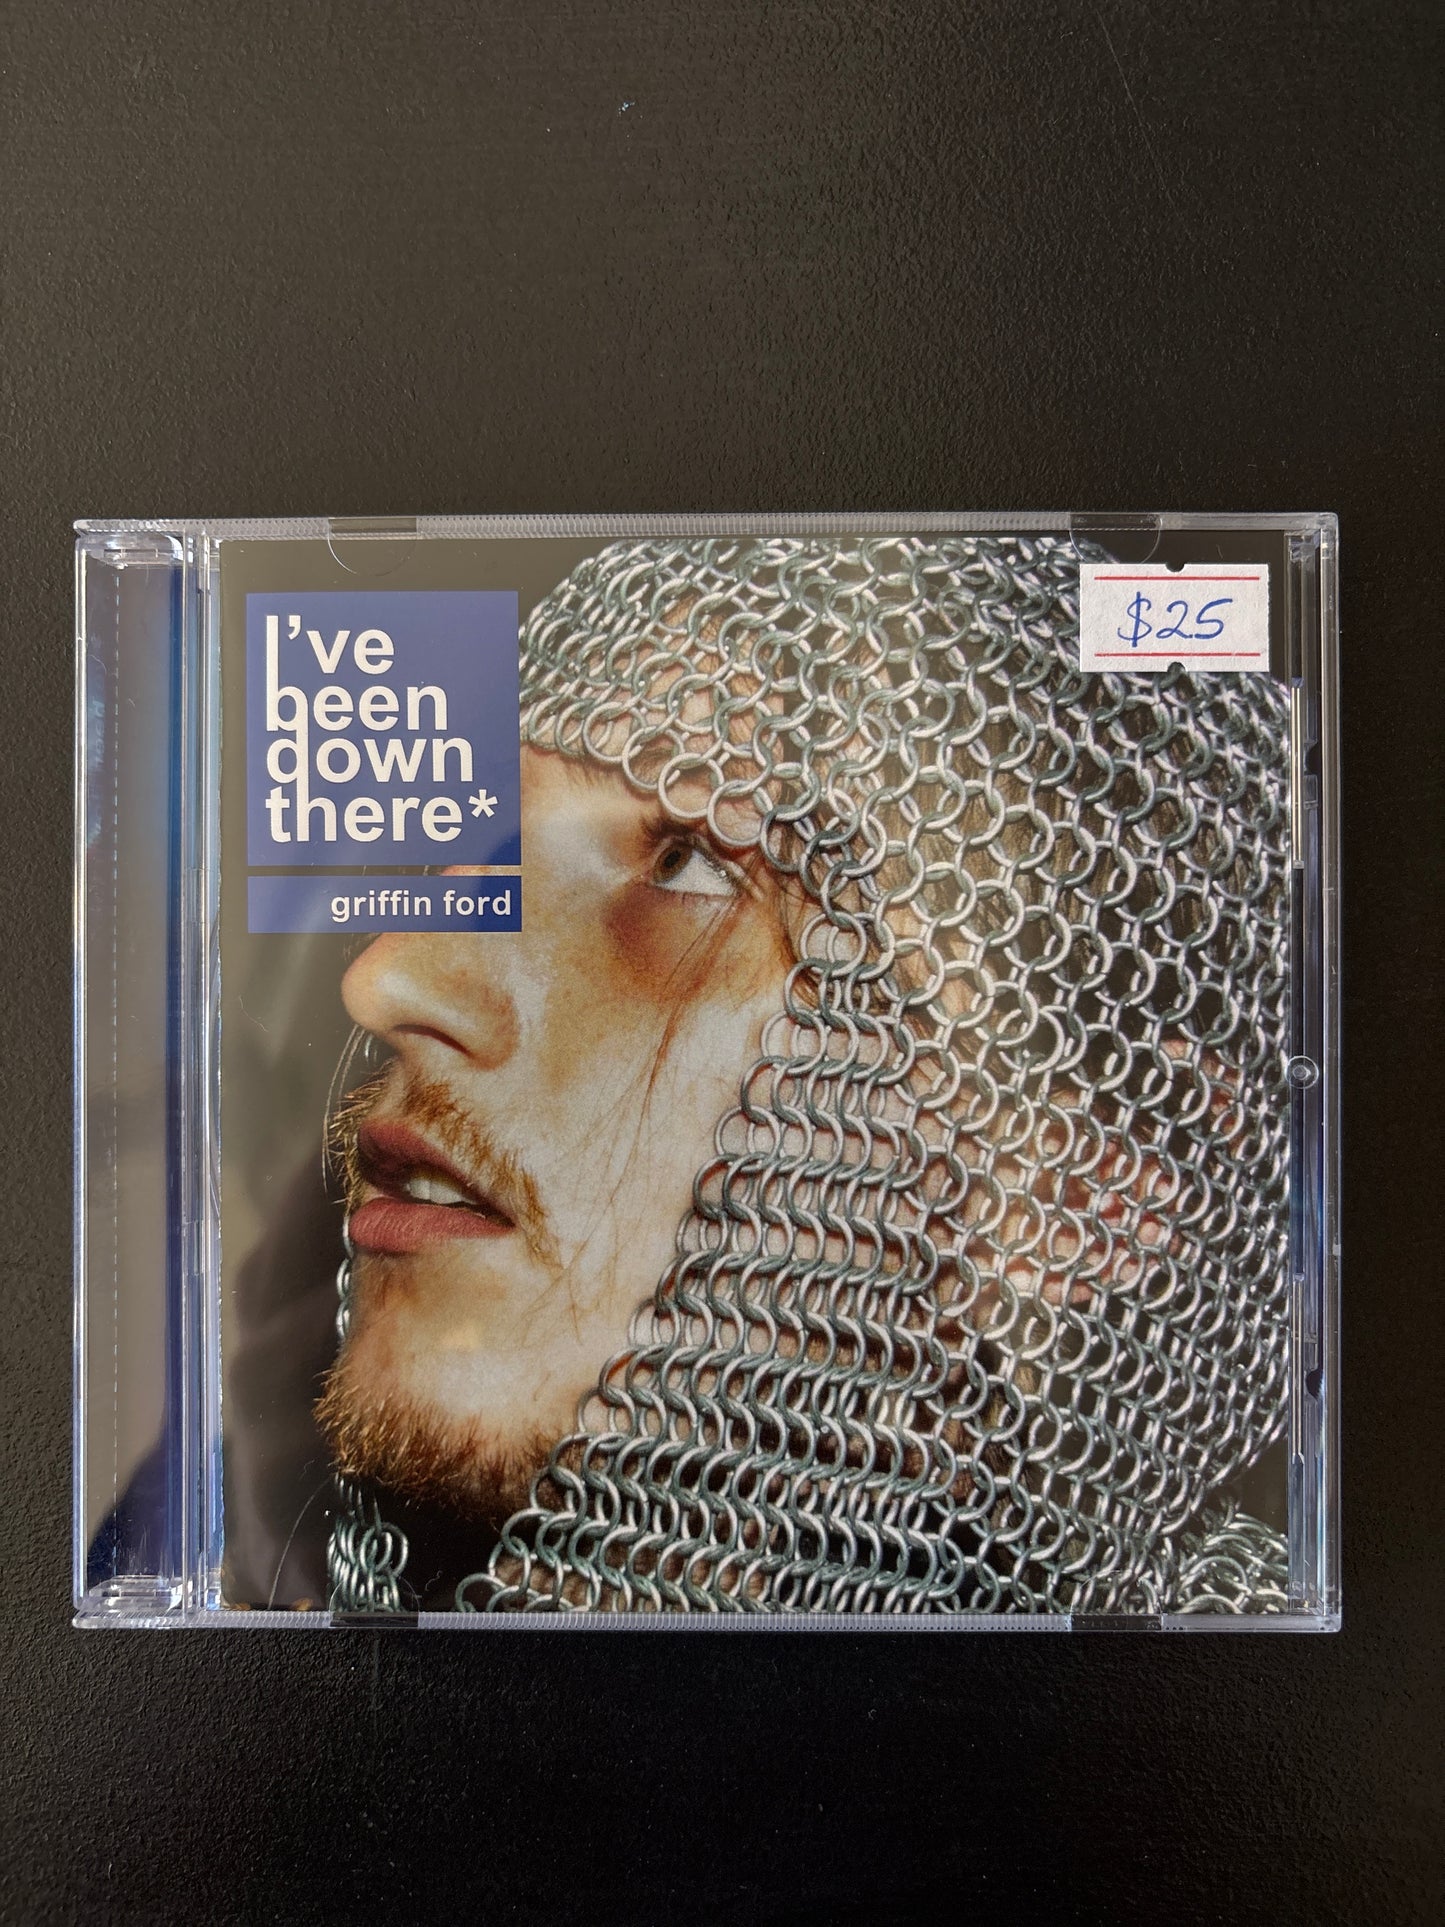 I've
been
down
there*
griffin ford
$25